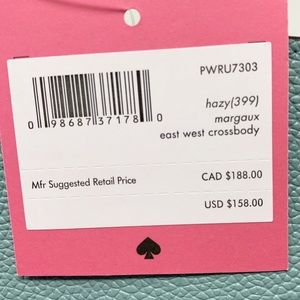 PWRU7303
hazy(399)
margaux
east west crossbody
0 98687 37178 0
Mfr Suggested Retail Price CAD $188.00
USD $158.00